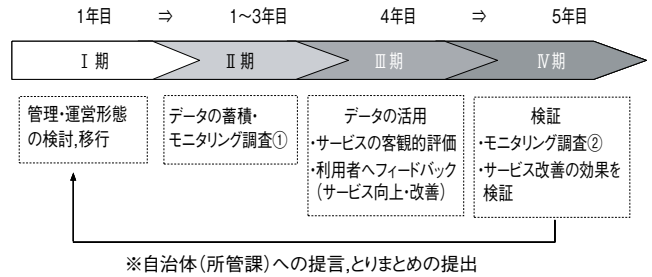 1年目 ⇒ 1～3年目 4年目 ⇒ 5年目
Ⅰ期 Ⅱ期 Ⅲ期 Ⅳ期
管理・運営形態
の検討,移行
データの蓄積・
モニタリング調査①
データの活用
・サービスの客観的評価
・利用者へフィードバック
(サービス向上・改善)
検証
・モニタリング調査②
・サービス改善の効果を
検証
※自治体(所管課)への提言,とりまとめの提出